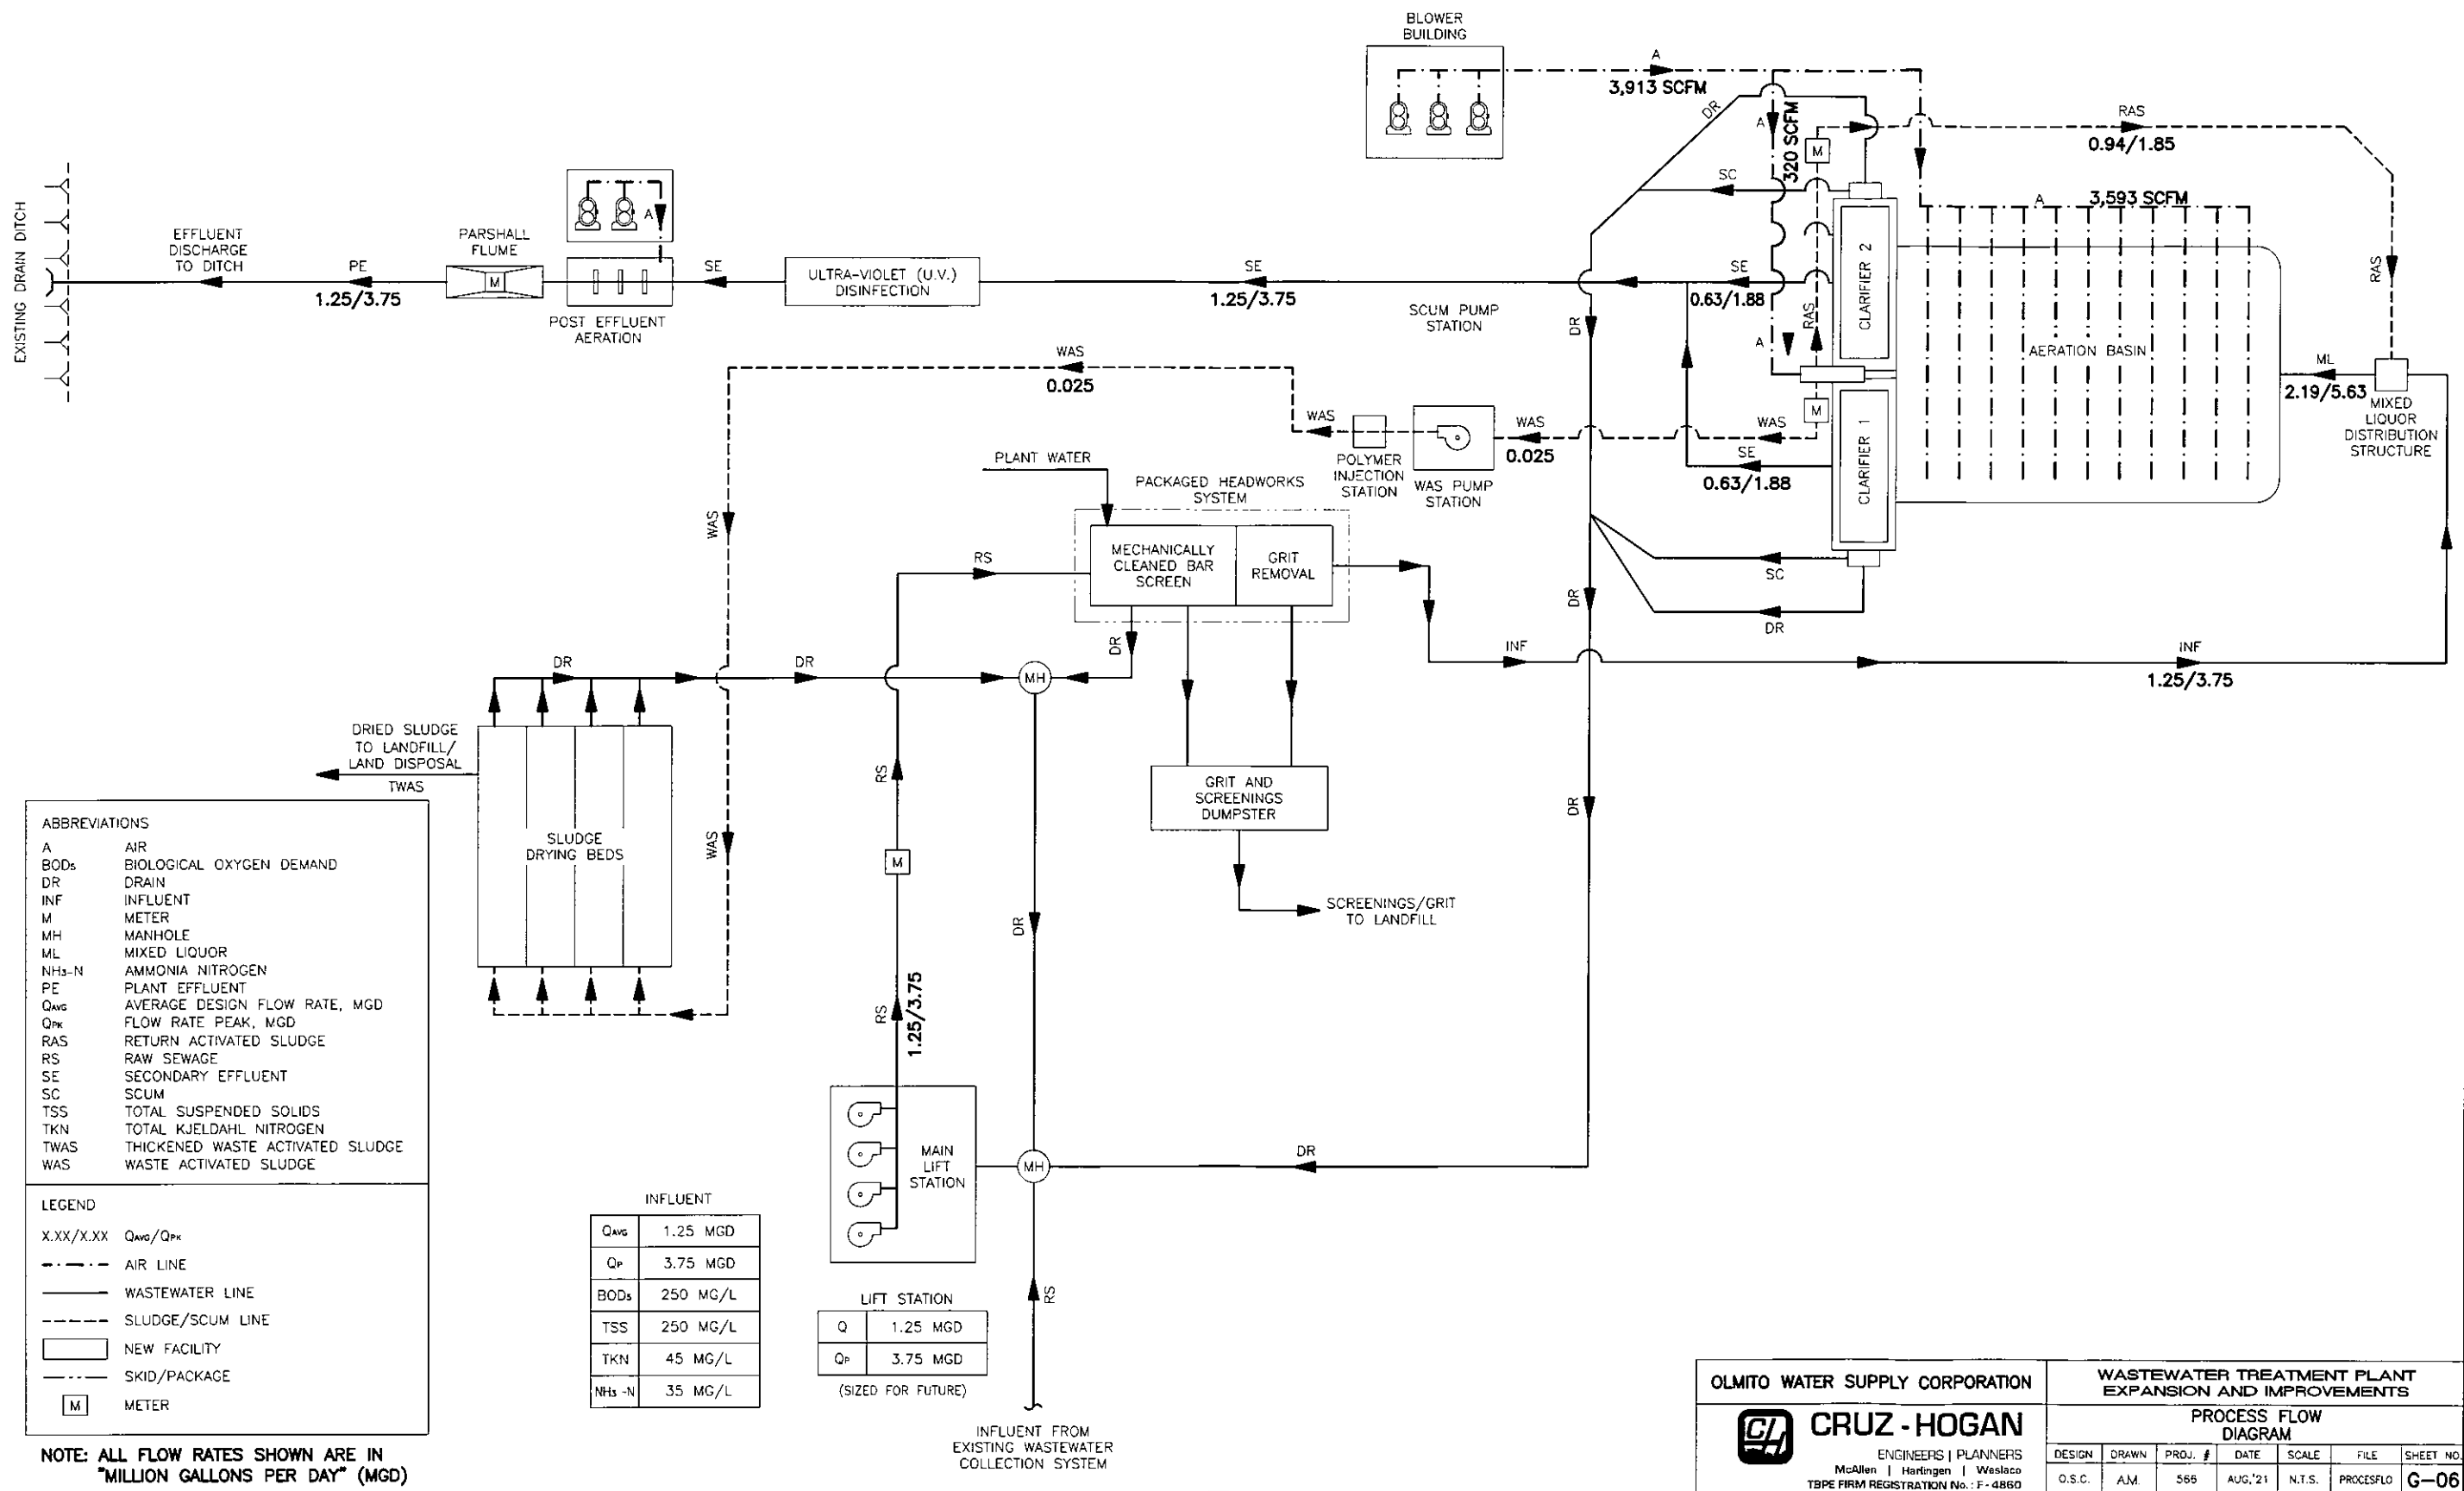 BLOWER
BUILDING
A
3,913 SCFM
DR
A
320 SCFM
M
RAS
0.94/1.85
SC
A
3,593 SCFM
RAS
EXISTING DRAIN DITCH
EFFLUENT
DISCHARGE
TO DITCH
PE
1.25/3.75
PARSHALL
FLUME
M
A
POST EFFLUENT
AERATION
SE
ULTRA-VIOLET (U.V.)
DISINFECTION
SE
1.25/3.75
SCUM PUMP
STATION
DR
SE
0.63/1.88
RAS
A
CLARIFIER 2
AERATION BASIN
ML
2.19/5.63
MIXED
LIQUOR
DISTRIBUTION
STRUCTURE
WAS
0.025
WAS
POLYMER
INJECTION
STATION
WAS PUMP
STATION
WAS
0.025
WAS
M
SE
0.63/1.88
CLARIFIER 1
PLANT WATER
PACKAGED HEADWORKS
SYSTEM
MECHANICALLY
CLEANED BAR
SCREEN
GRIT
REMOVAL
WAS
RS
SC
DR
DR
DR
INF
INF
1.25/3.75
DR
DR
MH
DRIED SLUDGE
TO LANDFILL/
LAND DISPOSAL
TWAS
RS
GRIT AND
SCREENINGS
DUMPSTER
DR
SLUDGE
DRYING BEDS
WAS
M
SCREENINGS/GRIT
TO LANDFILL
DR
RS
1.25/3.75
MAIN
LIFT
STATION
MH
DR
RS
INFLUENT FROM
EXISTING WASTEWATER
COLLECTION SYSTEM
ABBREVIATIONS
A AIR
BOD5 BIOLOGICAL OXYGEN DEMAND
DR DRAIN
INF INFLUENT
M METER
MH MANHOLE
ML MIXED LIQUOR
NH3-N AMMONIA NITROGEN
PE PLANT EFFLUENT
QAVG AVERAGE DESIGN FLOW RATE, MGD
QPK FLOW RATE PEAK, MGD
RAS RETURN ACTIVATED SLUDGE
RS RAW SEWAGE
SE SECONDARY EFFLUENT
SC SCUM
TSS TOTAL SUSPENDED SOLIDS
TKN TOTAL KJELDAHL NITROGEN
TWAS THICKENED WASTE ACTIVATED SLUDGE
WAS WASTE ACTIVATED SLUDGE
LEGEND
X.XX/X.XX QAVG/QPK
AIR LINE
WASTEWATER LINE
SLUDGE/SCUM LINE
NEW FACILITY
SKID/PACKAGE
M METER
NOTE: ALL FLOW RATES SHOWN ARE IN
"MILLION GALLONS PER DAY" (MGD)
INFLUENT
QAVG 1.25 MGD
QP 3.75 MGD
BOD5 250 MG/L
TSS 250 MG/L
TKN 45 MG/L
NH3-N 35 MG/L
LIFT STATION
Q 1.25 MGD
QP 3.75 MGD
(SIZED FOR FUTURE)
OLMITO WATER SUPPLY CORPORATION
WASTEWATER TREATMENT PLANT
EXPANSION AND IMPROVEMENTS
CH
CRUZ-HOGAN
ENGINEERS | PLANNERS
McAllen | Harlingen | Weslaco
TBPE FIRM REGISTRATION No.: F-4860
PROCESS FLOW
DIAGRAM
DESIGN DRAWN PROJ. # DATE SCALE FILE SHEET NO.
O.S.C. A.M. 566 AUG,'21 N.T.S. PROCESFLO G-06